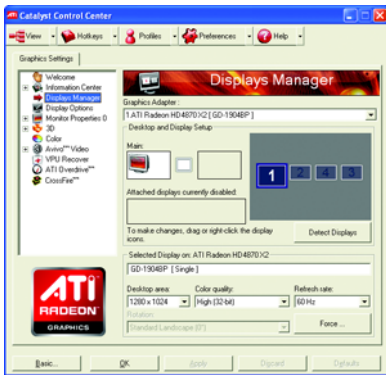 Catalyst Control Center
View Hotkeys Profiles Preferences Help
Graphics Settings
Welcome
Information Center
Displays Manager
Display Options
Monitor Properties 0
3D
Color
Avivo™ Video
VPU Recover
ATI Overdrive™
CrossFire™
Displays Manager
Graphics Adapter:
1.ATI Radeon HD4870 X2 [ GD-1904BP ]
Desktop and Display Setup
Main:
1 2 4 3
Attached displays currently disabled:
To make changes, drag or right-click the display icons.
Detect Displays
Selected Display on: ATI Radeon HD4870 X2
GD-1904BP [ Single ]
Desktop area: Color quality: Refresh rate:
1280 x 1024 High (32-bit) 60 Hz
Rotation:
Standard Landscape (0°)
Force ...
ATI
RADEON
GRAPHICS
Basic... OK Apply Discard Defaults